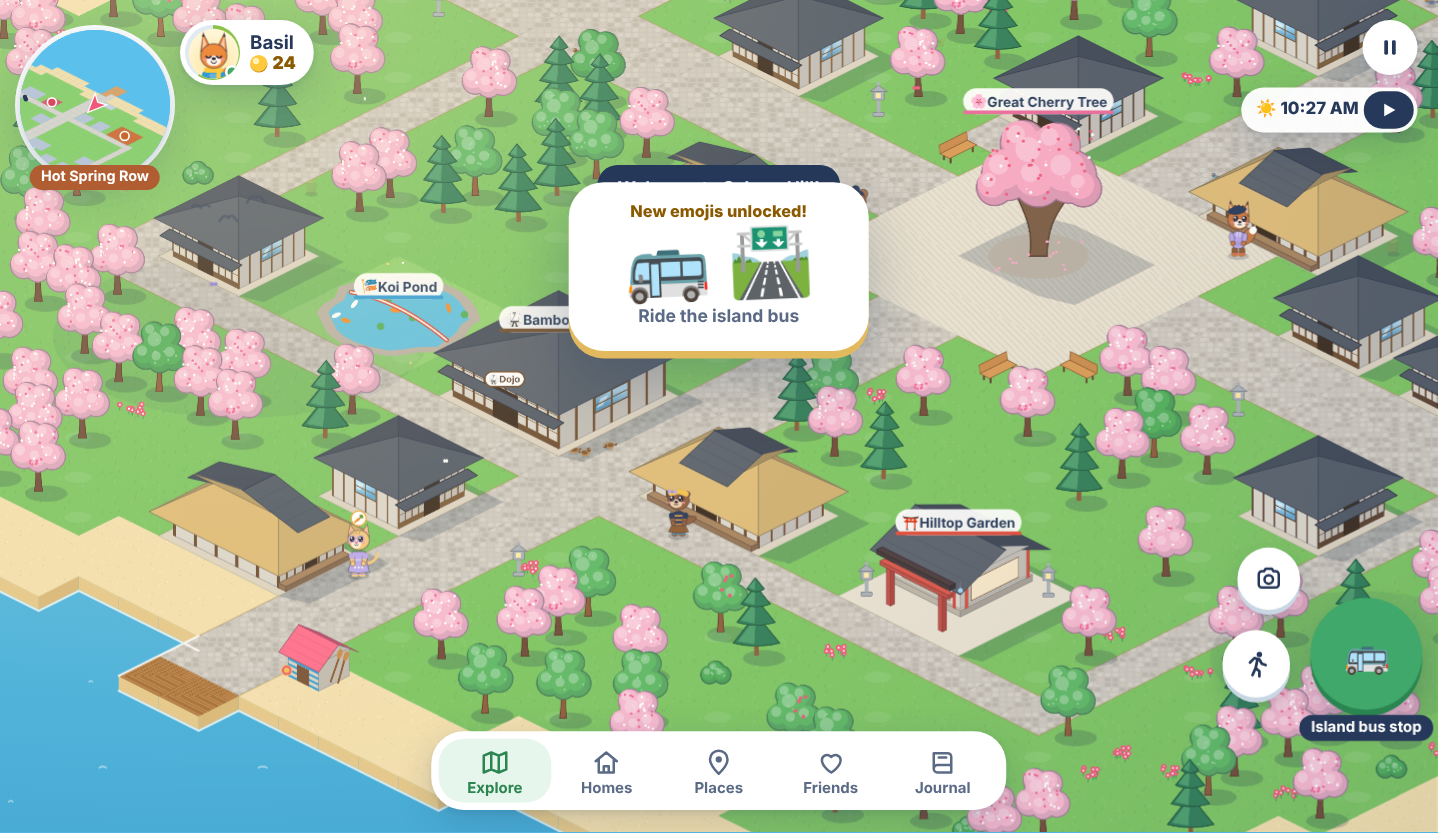 Basil
24
Hot Spring Row
Great Cherry Tree
10:27 AM
New emojis unlocked!
Koi Pond
Ride the island bus
Dojo
Hilltop Garden
Island bus stop
Explore
Homes
Places
Friends
Journal